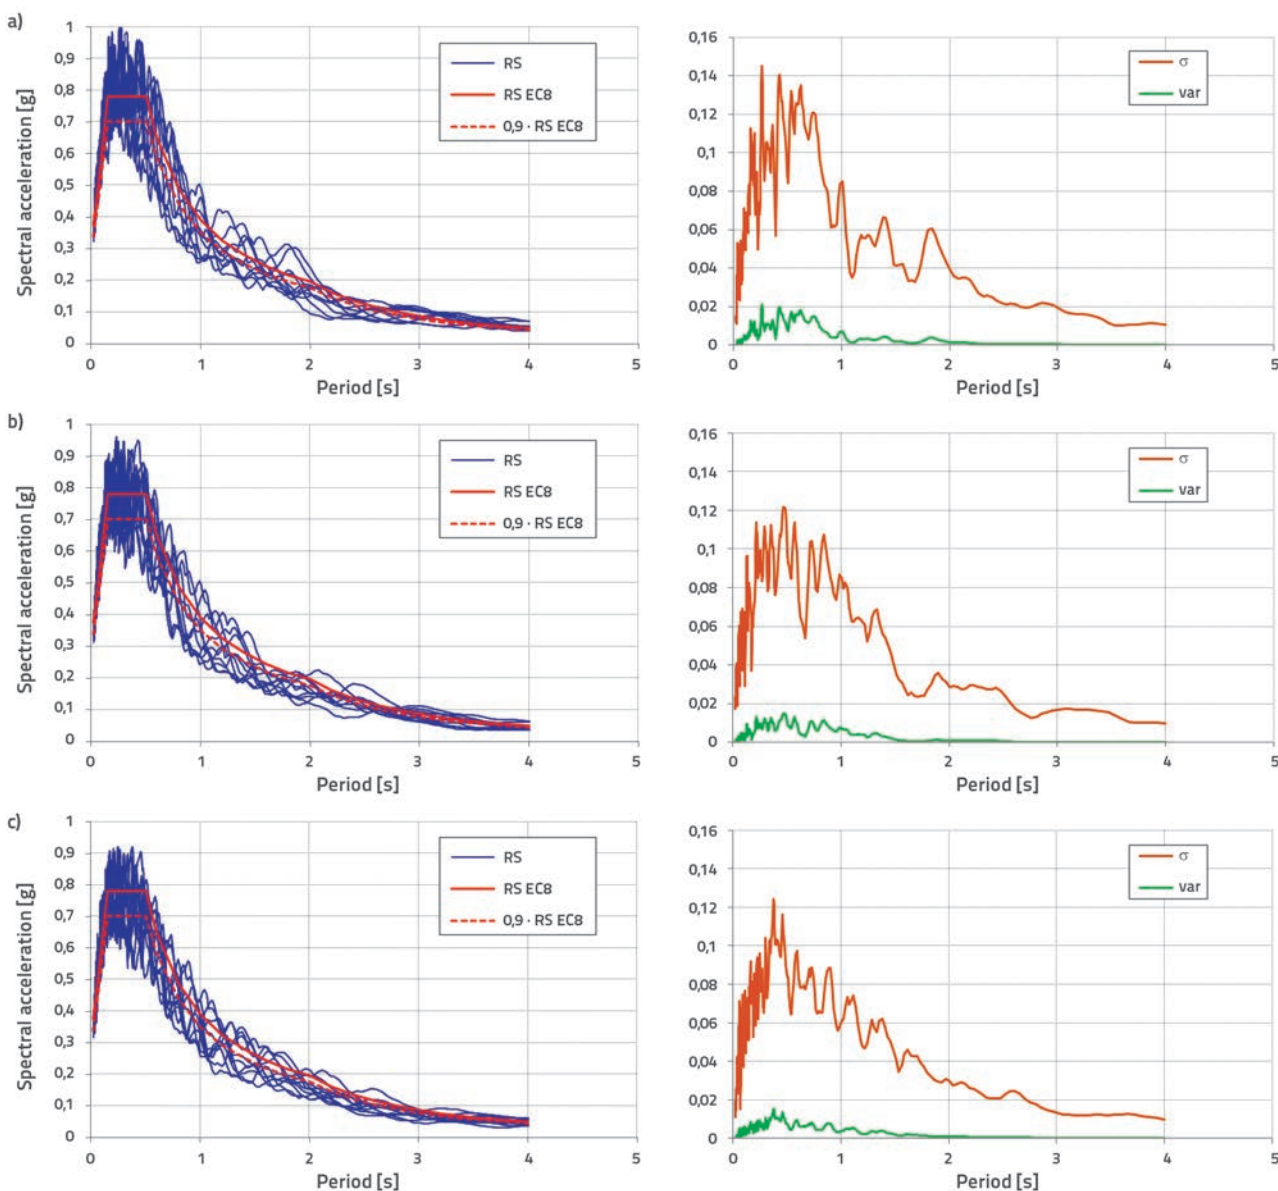 a)
Spectral acceleration [g]
1
0,9
0,8
0,7
0,6
0,5
0,4
0,3
0,2
0,1
0
0 1 2 3 4 5
Period [s]
RS
RS EC8
0,9 · RS EC8
0,16
0,14
0,12
0,1
0,08
0,06
0,04
0,02
0
0 1 2 3 4 5
Period [s]
σ
var
b)
Spectral acceleration [g]
1
0,9
0,8
0,7
0,6
0,5
0,4
0,3
0,2
0,1
0
0 1 2 3 4 5
Period [s]
RS
RS EC8
0,9 · RS EC8
0,16
0,14
0,12
0,1
0,08
0,06
0,04
0,02
0
0 1 2 3 4 5
Period [s]
σ
var
c)
Spectral acceleration [g]
1
0,9
0,8
0,7
0,6
0,5
0,4
0,3
0,2
0,1
0
0 1 2 3 4 5
Period [s]
RS
RS EC8
0,9 · RS EC8
0,16
0,14
0,12
0,1
0,08
0,06
0,04
0,02
0
0 1 2 3 4 5
Period [s]
σ
var